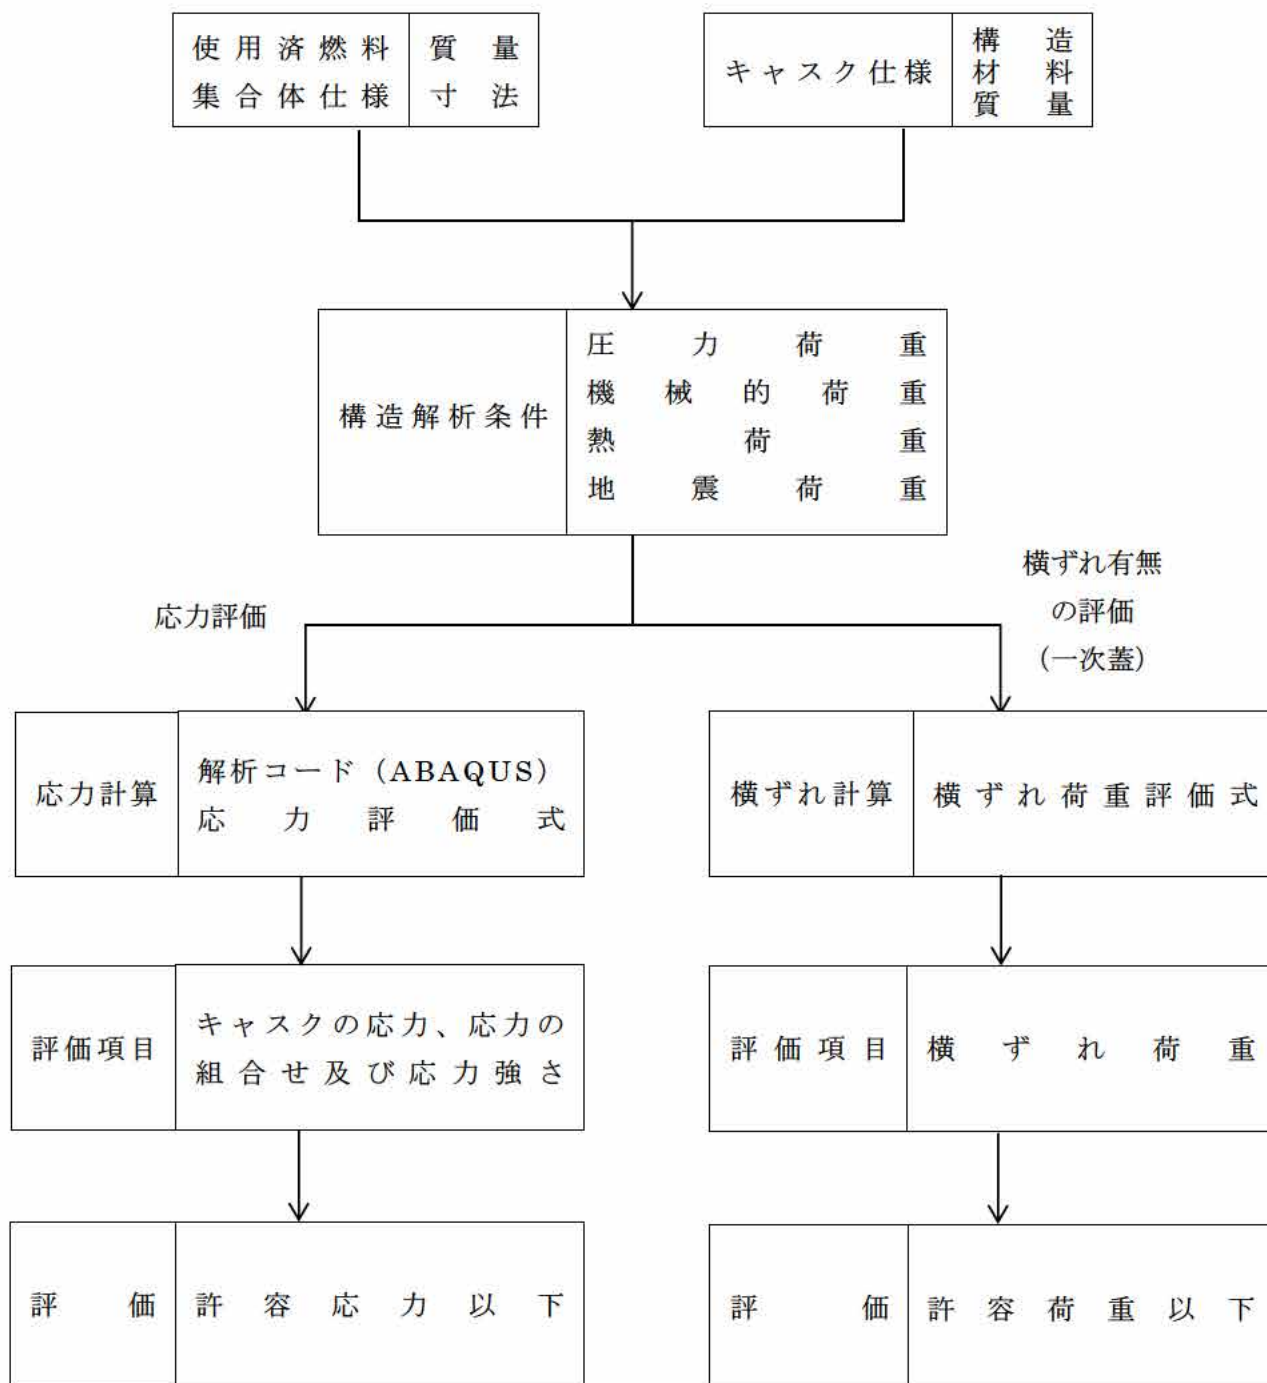 使用済燃料
集合体仕様
質量
寸法
キャスク仕様
構造
材料
質量
構造解析条件
圧力荷重
機械的荷重
熱荷重
地震荷重
応力評価
横ずれ有無
の評価
（一次蓋）
応力計算
解析コード（ABAQUS）
応力評価式
横ずれ計算
横ずれ荷重評価式
評価項目
キャスクの応力、応力の
組合せ及び応力強さ
評価項目
横ずれ荷重
評価
許容応力以下
評価
許容荷重以下